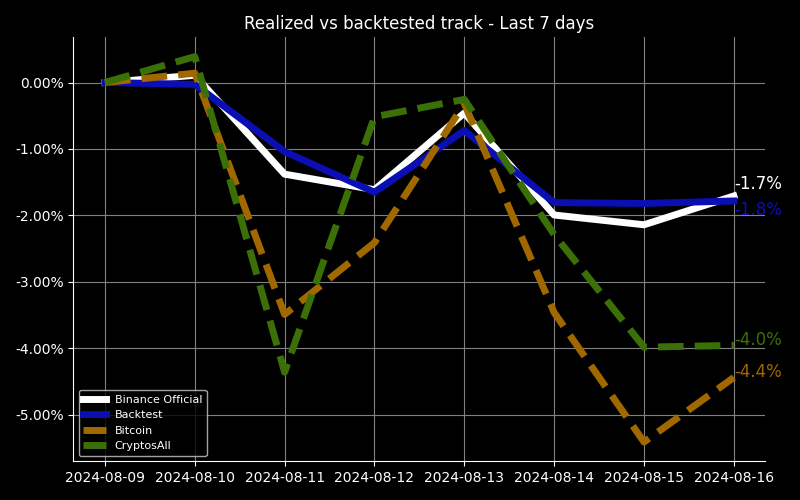 Realized vs backtested track - Last 7 days
0.00%
-1.00%
-2.00%
-3.00%
-4.00%
-5.00%
-1.7%
-1.8%
-4.0%
-4.4%
Binance Official
Backtest
Bitcoin
CryptosAll
2024-08-09 2024-08-10 2024-08-11 2024-08-12 2024-08-13 2024-08-14 2024-08-15 2024-08-16